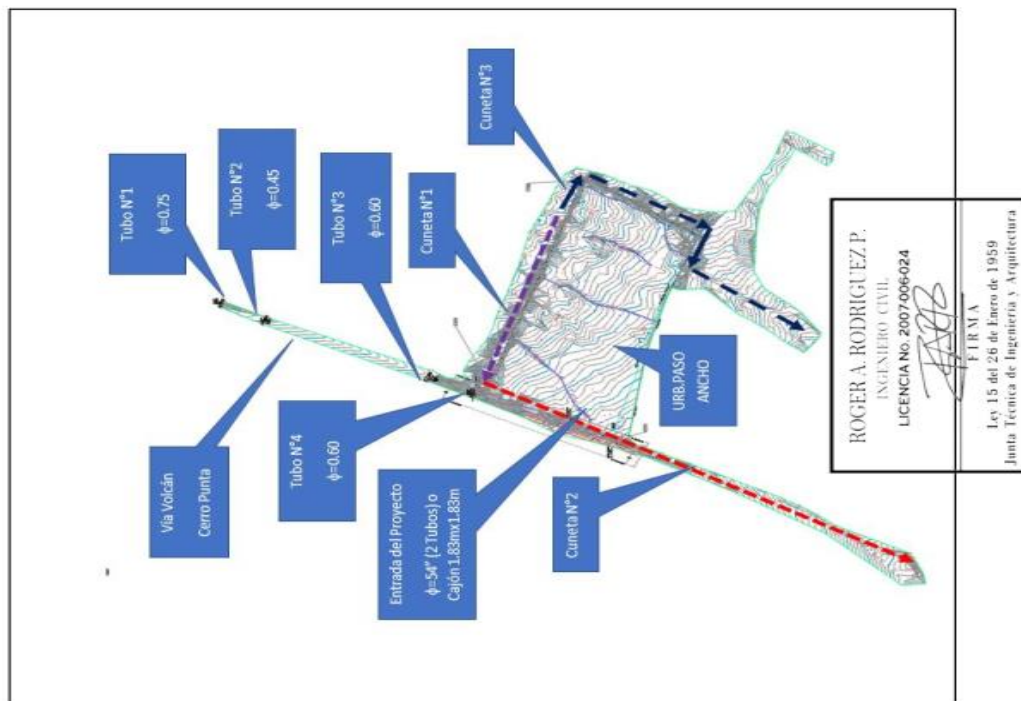 Tubo N°1
ϕ=0.75
Tubo N°2
ϕ=0.45
Tubo N°3
ϕ=0.60
Cuneta N°1
Cuneta N°3
Vía Volcán
Cerro Punta
Tubo N°4
ϕ=0.60
Entrada del Proyecto
ϕ=54" (2 Tubos) o
Cajón 1.83mx1.83m
Cuneta N°2
URB.PASO
ANCHO
ROGER A. RODRIGUEZ P.
INGENIERO CIVIL
LICENCIA No. 2007-006-024
FIRMA
Ley 15 del 26 de Enero de 1959
Junta Técnica de Ingeniería y Arquitectura